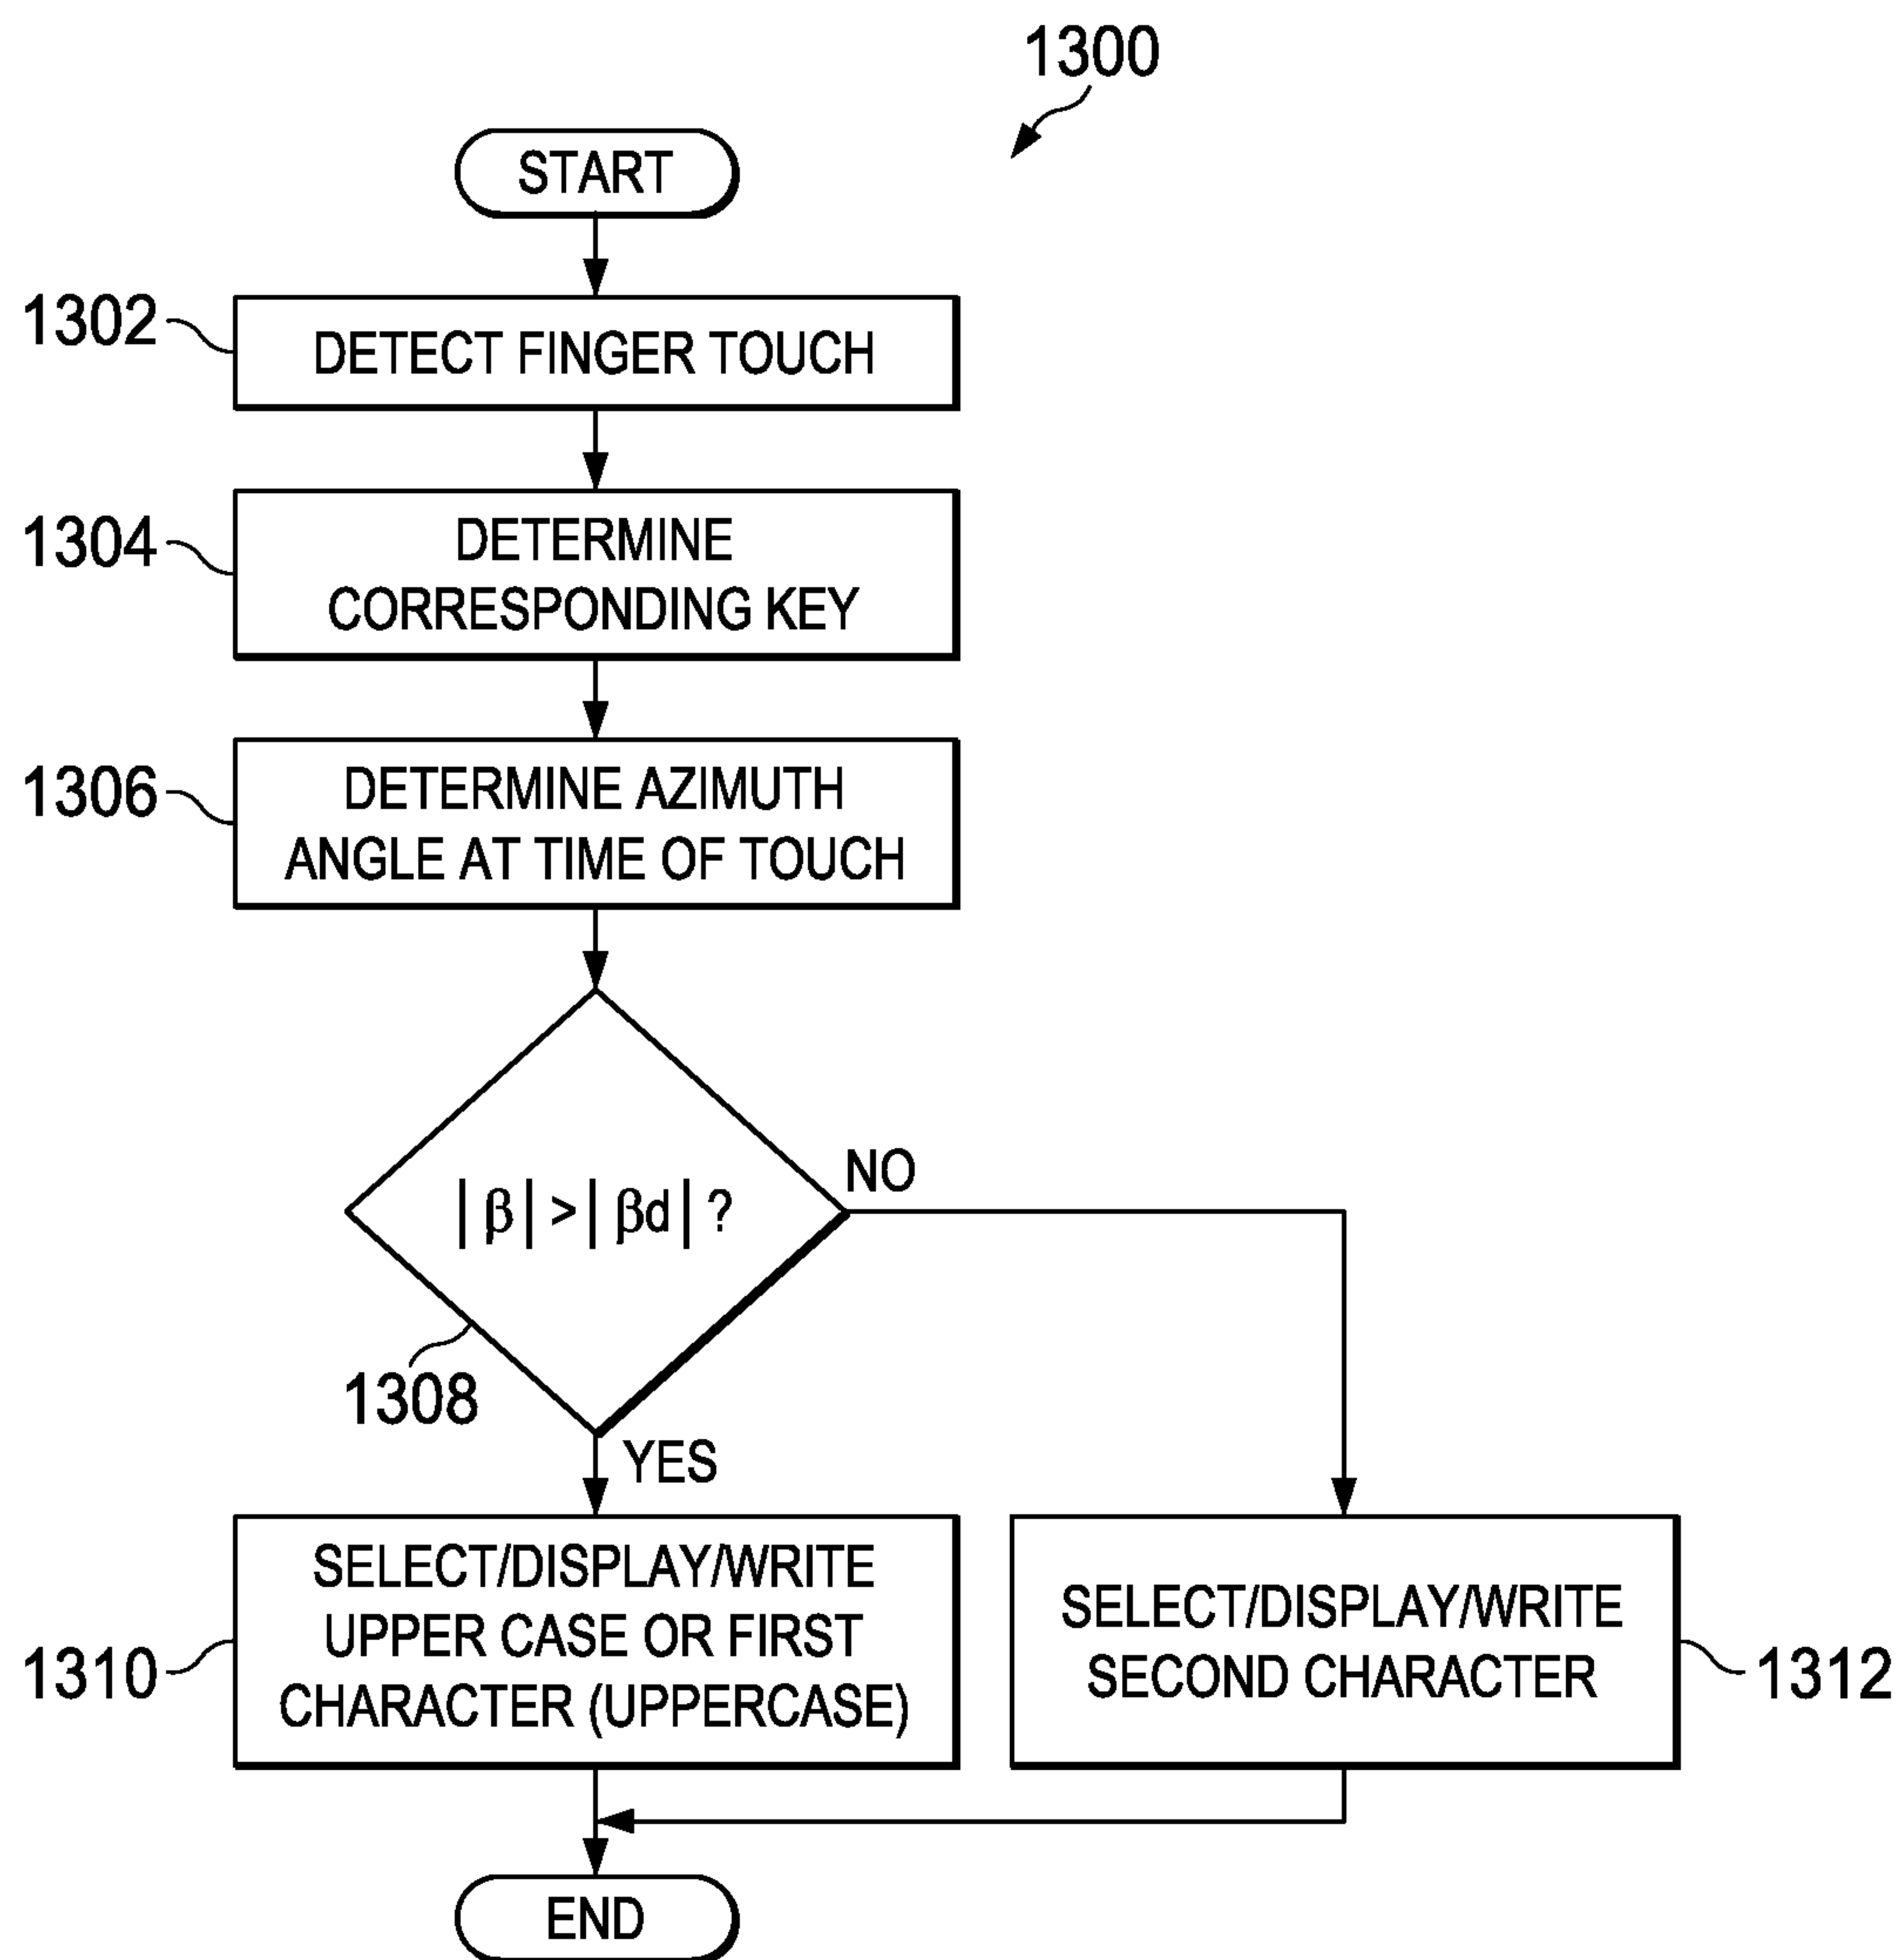 1300
START
1302
DETECT FINGER TOUCH
1304
DETERMINE
CORRESPONDING KEY
1306
DETERMINE AZIMUTH
ANGLE AT TIME OF TOUCH
NO
|β|>|βd| ?
1308
YES
SELECT/DISPLAY/WRITE
UPPER CASE OR FIRST
CHARACTER (UPPERCASE)
1310
SELECT/DISPLAY/WRITE
SECOND CHARACTER
1312
END